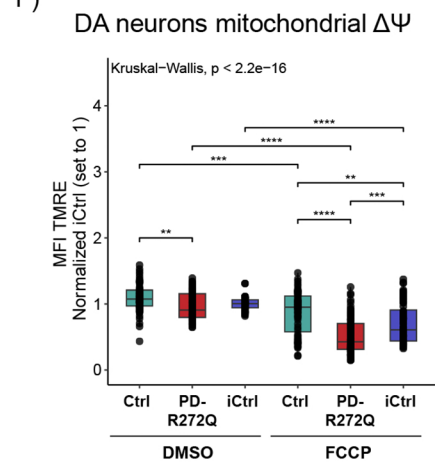 DA neurons mitochondrial ΔΨ
Kruskal−Wallis, p < 2.2e−16
MFI TMRE
Normalized iCtrl (set to 1)
4
3
2
1
0
****
****
***
**
***
**
****
Ctrl PD-R272Q iCtrl Ctrl PD-R272Q iCtrl
DMSO FCCP